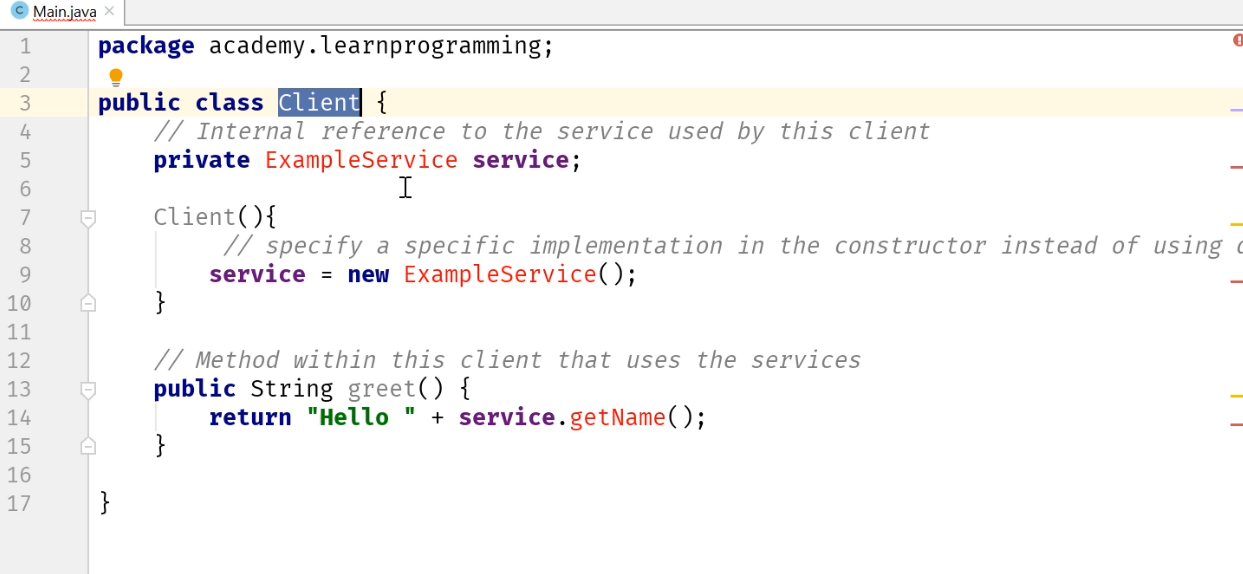 C Main.java ×
1 package academy.learnprogramming;
2
3 public class Client {
4 // Internal reference to the service used by this client
5 private ExampleService service;
6
7 Client(){
8 // specify a specific implementation in the constructor instead of using
9 service = new ExampleService();
10 }
11
12 // Method within this client that uses the services
13 public String greet() {
14 return "Hello " + service.getName();
15 }
16
17 }